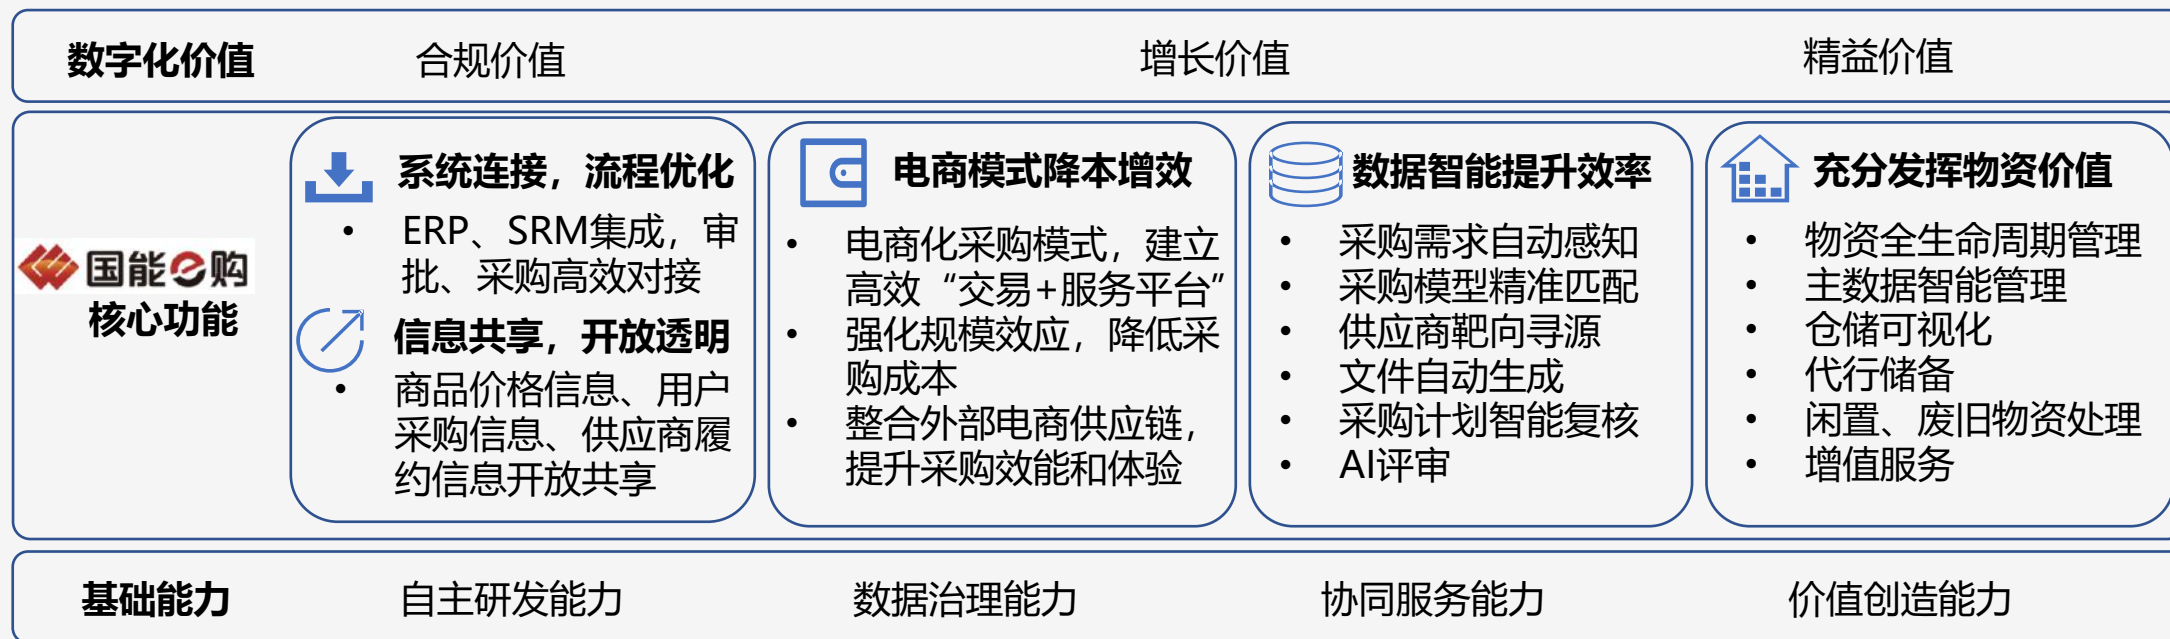 数字化价值 合规价值 增长价值 精益价值
国能e购
核心功能
系统连接，流程优化
• ERP、SRM集成，审
批、采购高效对接
信息共享，开放透明
• 商品价格信息、用户
采购信息、供应商履
约信息开放共享
电商模式降本增效
• 电商化采购模式，建立
高效“交易+服务平台”
• 强化规模效应，降低采
购成本
• 整合外部电商供应链，
提升采购效能和体验
数据智能提升效率
• 采购需求自动感知
• 采购模型精准匹配
• 供应商靶向寻源
• 文件自动生成
• 采购计划智能复核
• AI评审
充分发挥物资价值
• 物资全生命周期管理
• 主数据智能管理
• 仓储可视化
• 代行储备
• 闲置、废旧物资处理
• 增值服务
基础能力 自主研发能力 数据治理能力 协同服务能力 价值创造能力